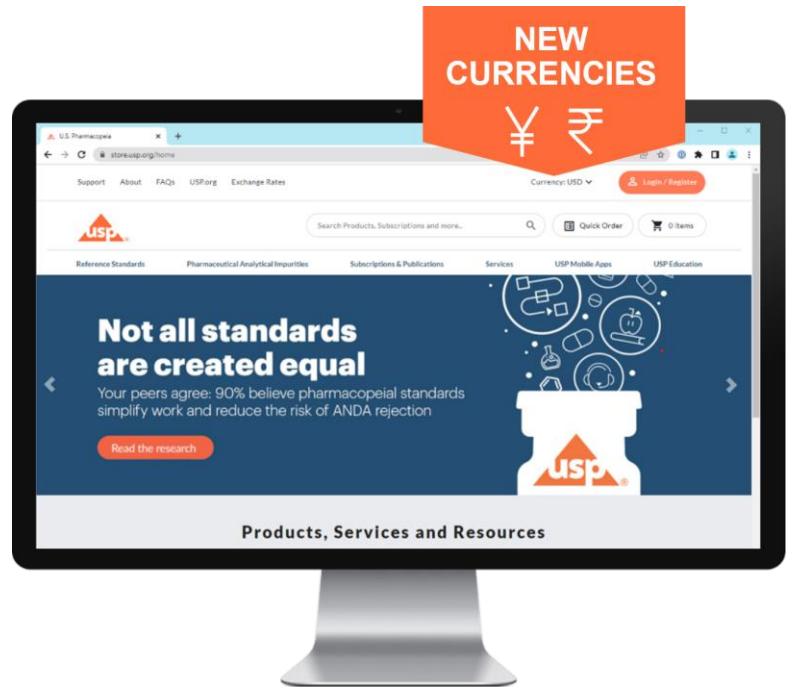 NEW
CURRENCIES
¥ ₹
U.S. Pharmacopeia
store.usp.org/home
Support About FAQs USP.org Exchange Rates
Currency: USD
Login / Register
usp
Search Products, Subscriptions and more..
Quick Order
0 Items
Reference Standards Pharmaceutical Analytical Impurities Subscriptions & Publications Services USP Mobile Apps USP Education
Not all standards
are created equal
Your peers agree: 90% believe pharmacopeial standards
simplify work and reduce the risk of ANDA rejection
Read the research
usp
Products, Services and Resources